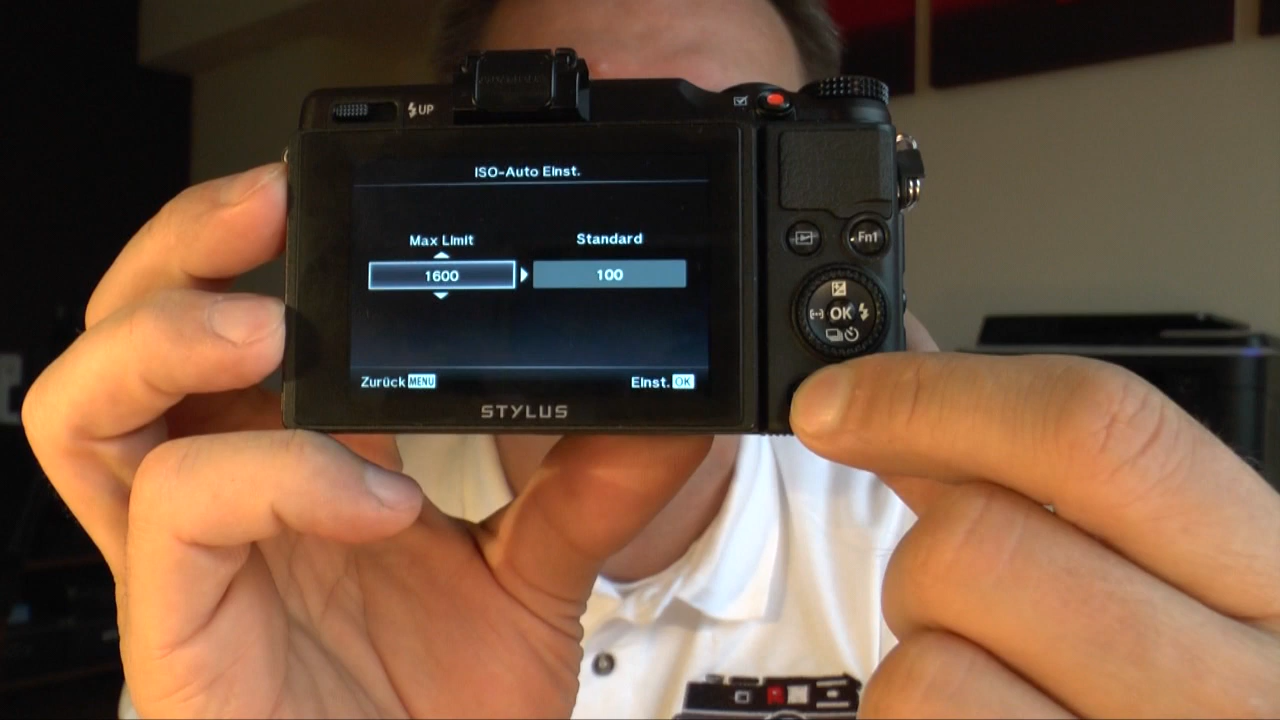 UP
ISO-Auto Einst.
Max Limit Standard
1600 100
Fn1
OK
Zurück MENU Einst. OK
STYLUS